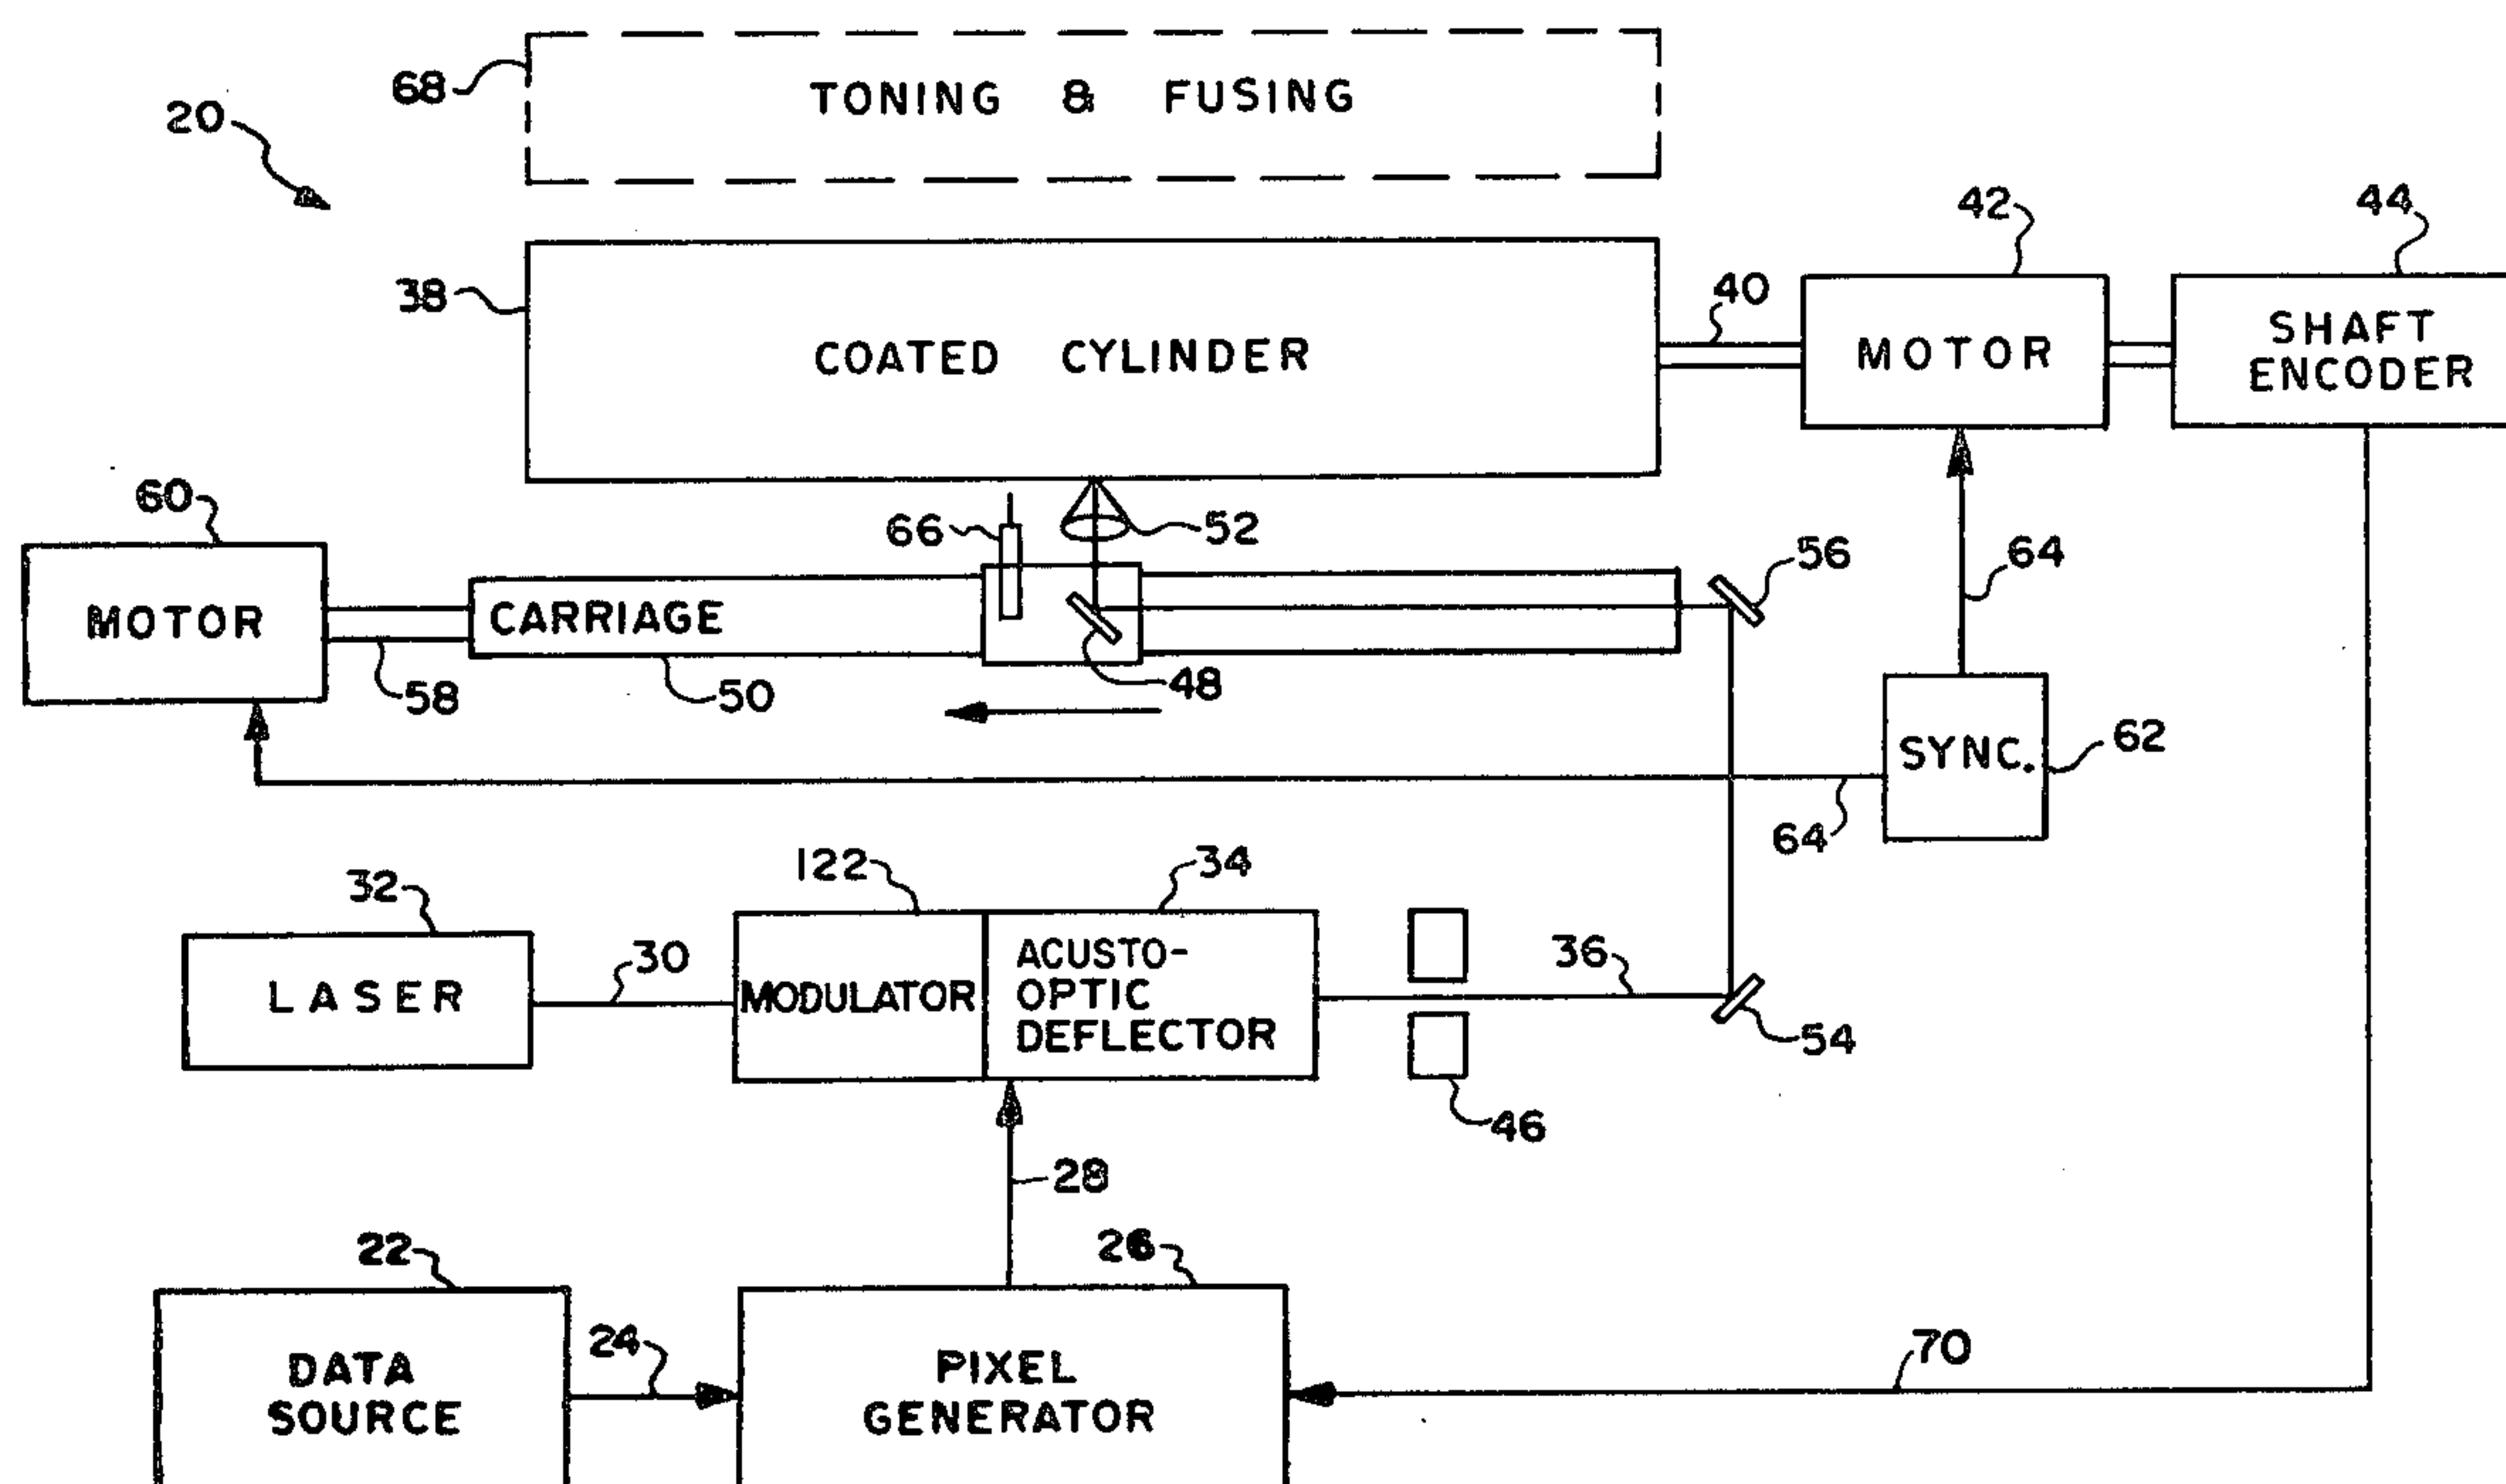 68
TONING & FUSING
20
42
44
38
COATED CYLINDER
40
MOTOR
SHAFT
ENCODER
60
66
52
56
64
MOTOR
CARRIAGE
58
50
48
SYNC.
62
64
122
34
32
30
LASER
MODULATOR
ACUSTO-
OPTIC
DEFLECTOR
36
54
46
28
22
26
24
70
DATA
SOURCE
PIXEL
GENERATOR